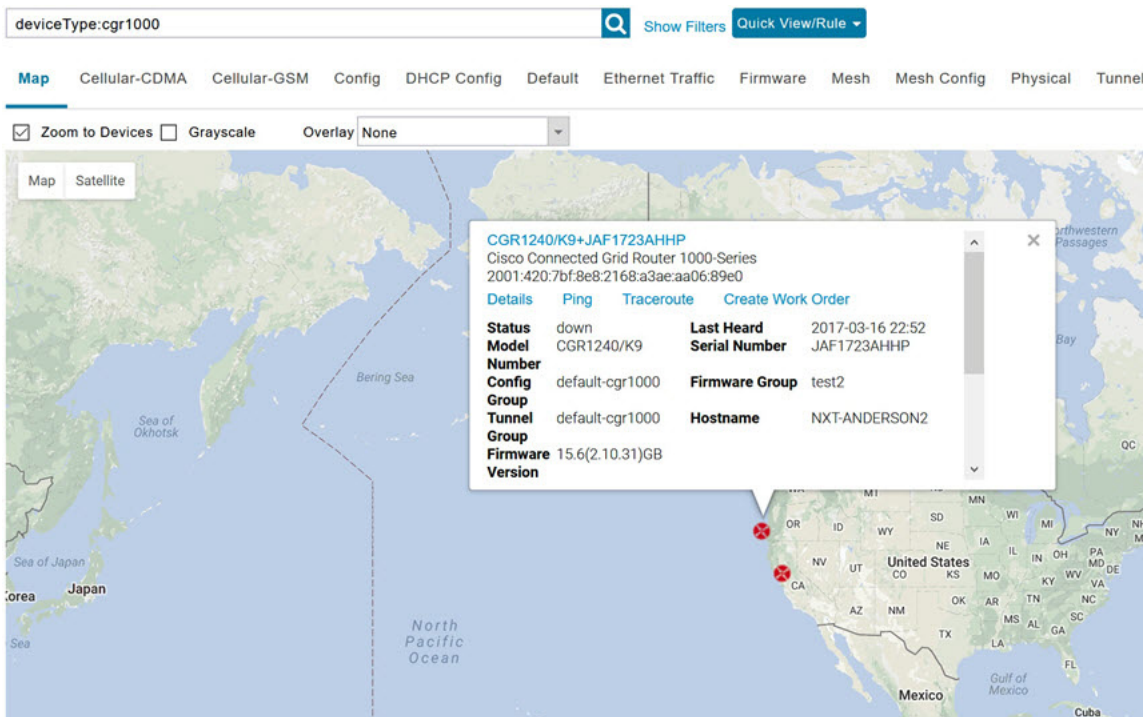 deviceType:cgr1000
Show Filters
Quick View/Rule
Map Cellular-CDMA Cellular-GSM Config DHCP Config Default Ethernet Traffic Firmware Mesh Mesh Config Physical Tunnel
Zoom to Devices Grayscale Overlay None
Map Satellite
CGR1240/K9+JAF1723AHHP
Cisco Connected Grid Router 1000-Series
2001:420:7bf:8e8:2168:a3ae:aa06:89e0
Details Ping Traceroute Create Work Order
Status down Last Heard 2017-03-16 22:52
Model Number CGR1240/K9 Serial Number JAF1723AHHP
Config Group default-cgr1000 Firmware Group test2
Tunnel Group default-cgr1000 Hostname NXT-ANDERSON2
Firmware Version 15.6(2.10.31)GB
Passages
Bay
Bering Sea
Sea of
Okhotsk
QC
MT
MN
OR ID WY SD WI MI NY
NE IA
NV UT United States IL IN OH PA
CO KS MO MD DE
KY WV VA
CA
AZ NM OK AR TN NC
MS AL GA SC
TX LA
FL
Sea of Japan
Korea
Japan
Sea
North
Pacific
Ocean
Gulf of
Mexico
Mexico
Cuba